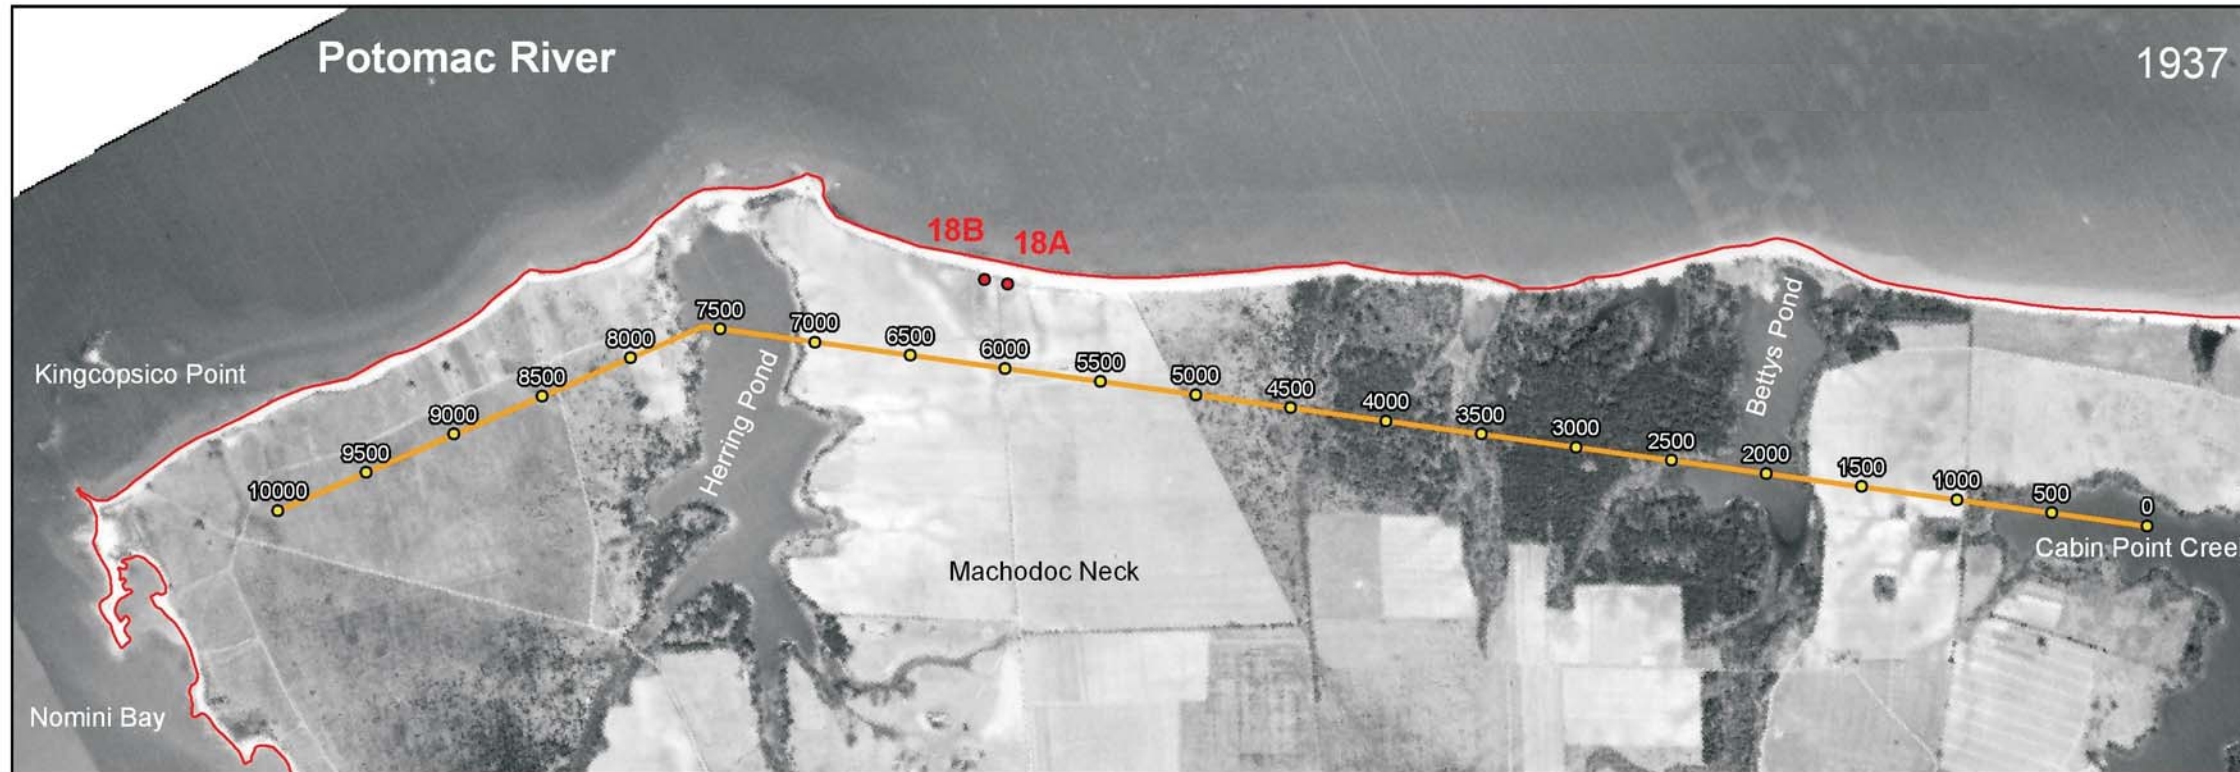 Potomac River
1937
18B
18A
7500
7000
8000
6500
6000
Kingcopsico Point
8500
5500
5000
4500
9000
4000
3500
3000
9500
2500
2000
1500
1000
500
0
10000
Herring Pond
Bettys Pond
Cabin Point Cree
Machodoc Neck
Nomini Bay